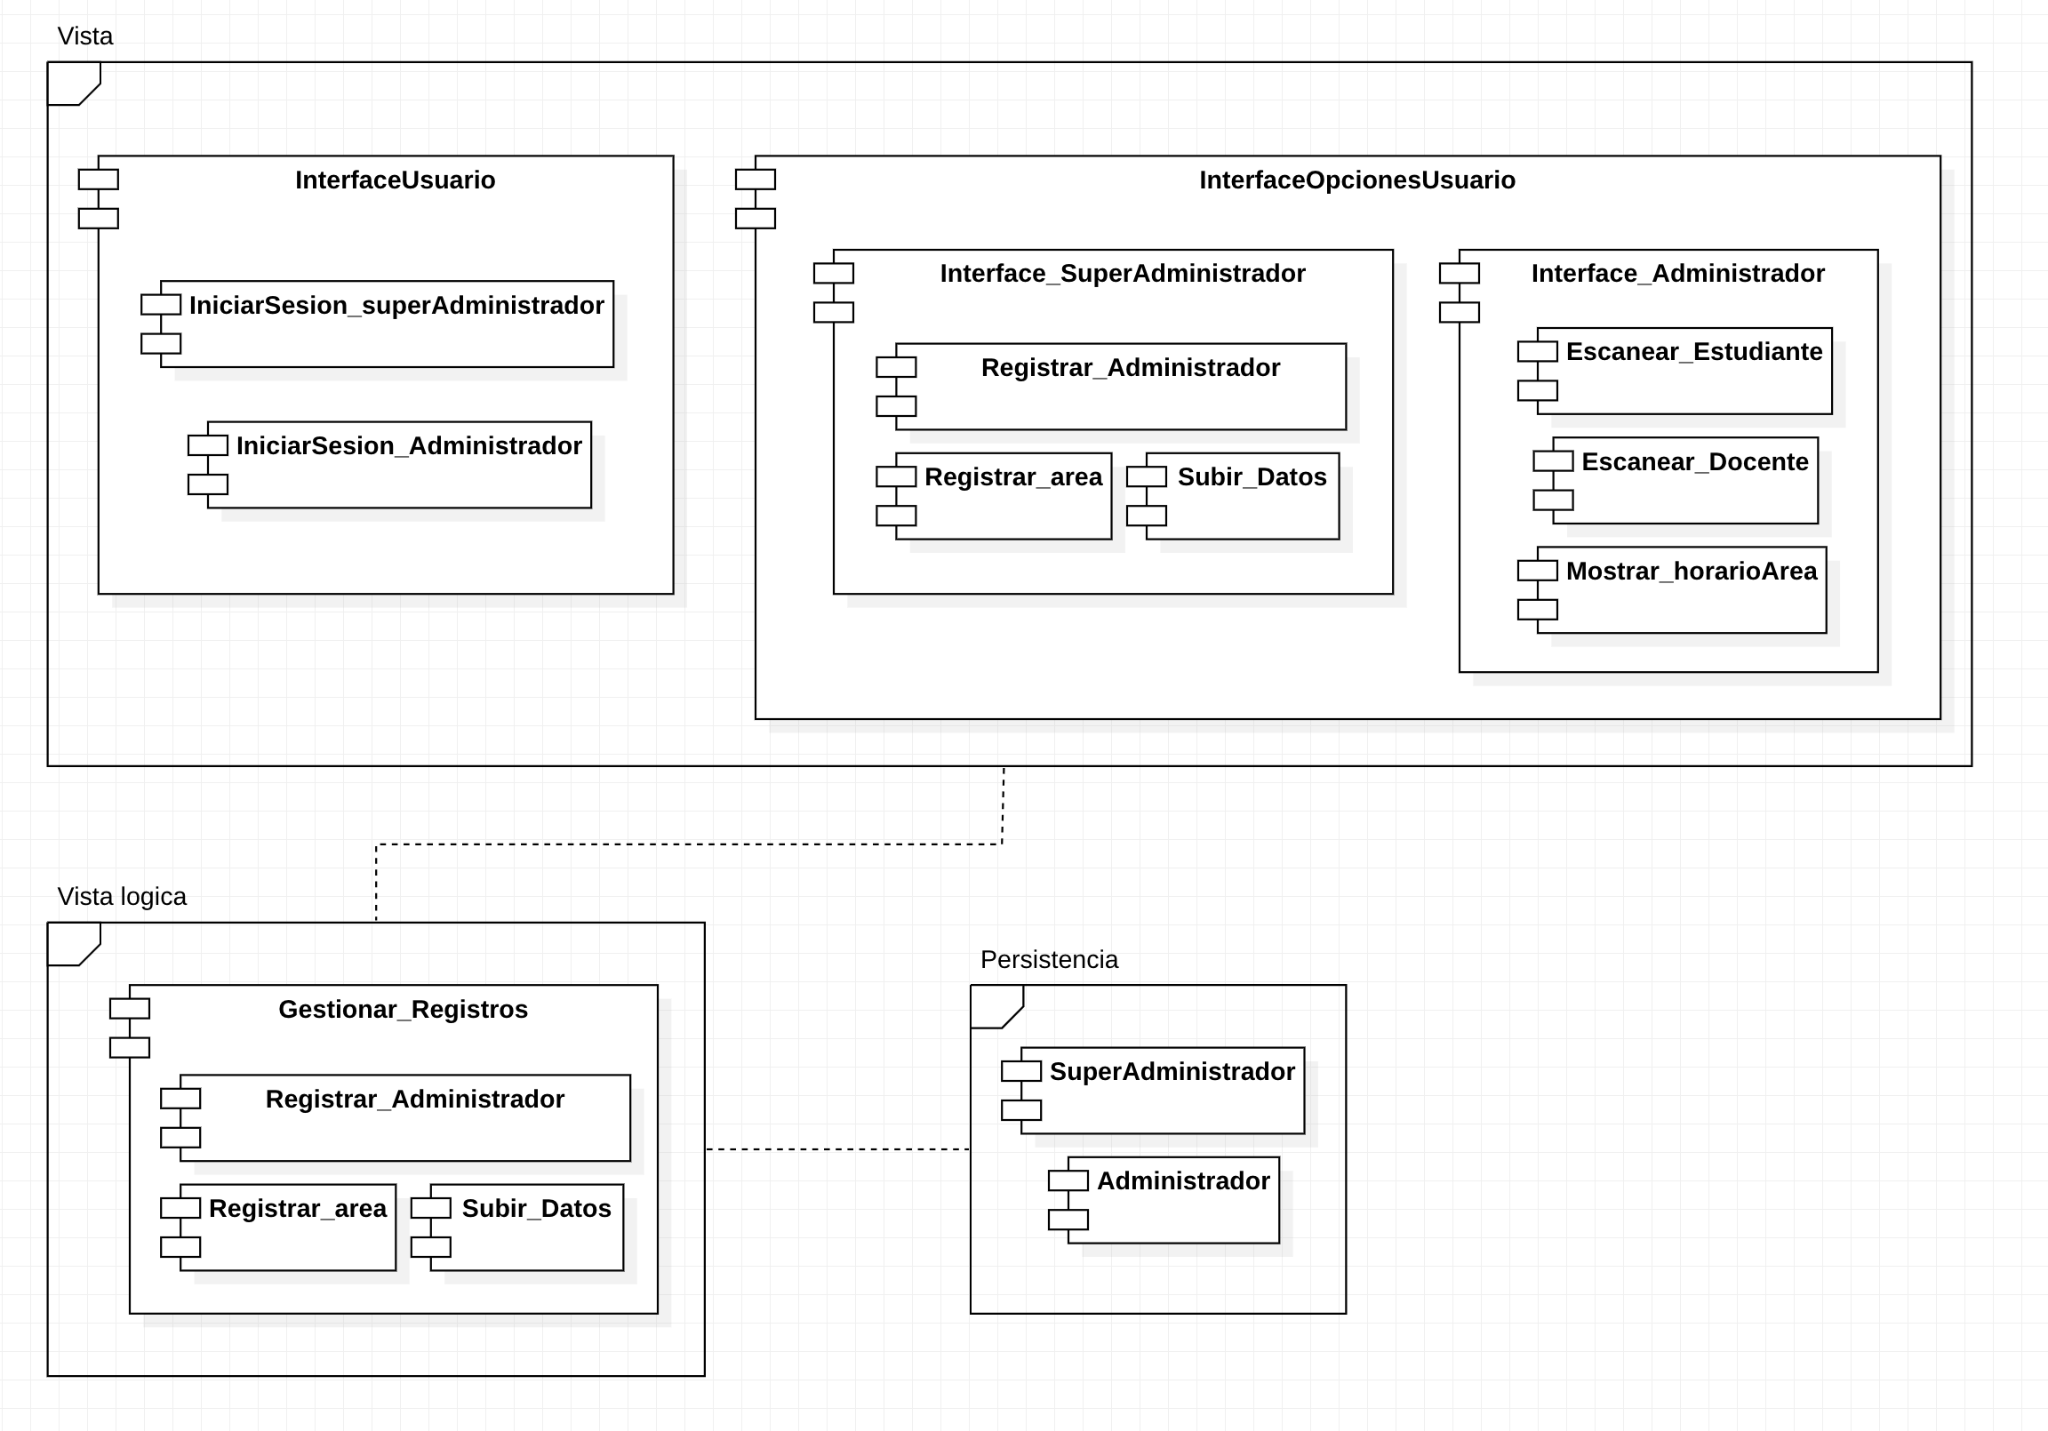 Vista
InterfaceUsuario
IniciarSesion_superAdministrador
IniciarSesion_Administrador
InterfaceOpcionesUsuario
Interface_SuperAdministrador
Registrar_Administrador
Registrar_area
Subir_Datos
Interface_Administrador
Escanear_Estudiante
Escanear_Docente
Mostrar_horarioArea
Vista logica
Gestionar_Registros
Registrar_Administrador
Registrar_area
Subir_Datos
Persistencia
SuperAdministrador
Administrador